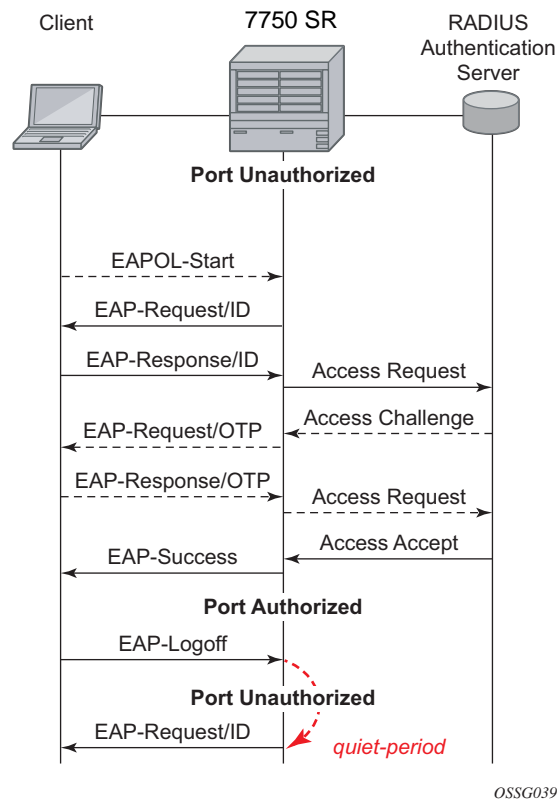 Client
7750 SR
RADIUS
Authentication
Server
Port Unauthorized
EAPOL-Start
EAP-Request/ID
EAP-Response/ID
Access Request
Access Challenge
EAP-Request/OTP
EAP-Response/OTP
Access Request
Access Accept
EAP-Success
Port Authorized
EAP-Logoff
Port Unauthorized
EAP-Request/ID
quiet-period
OSSG039